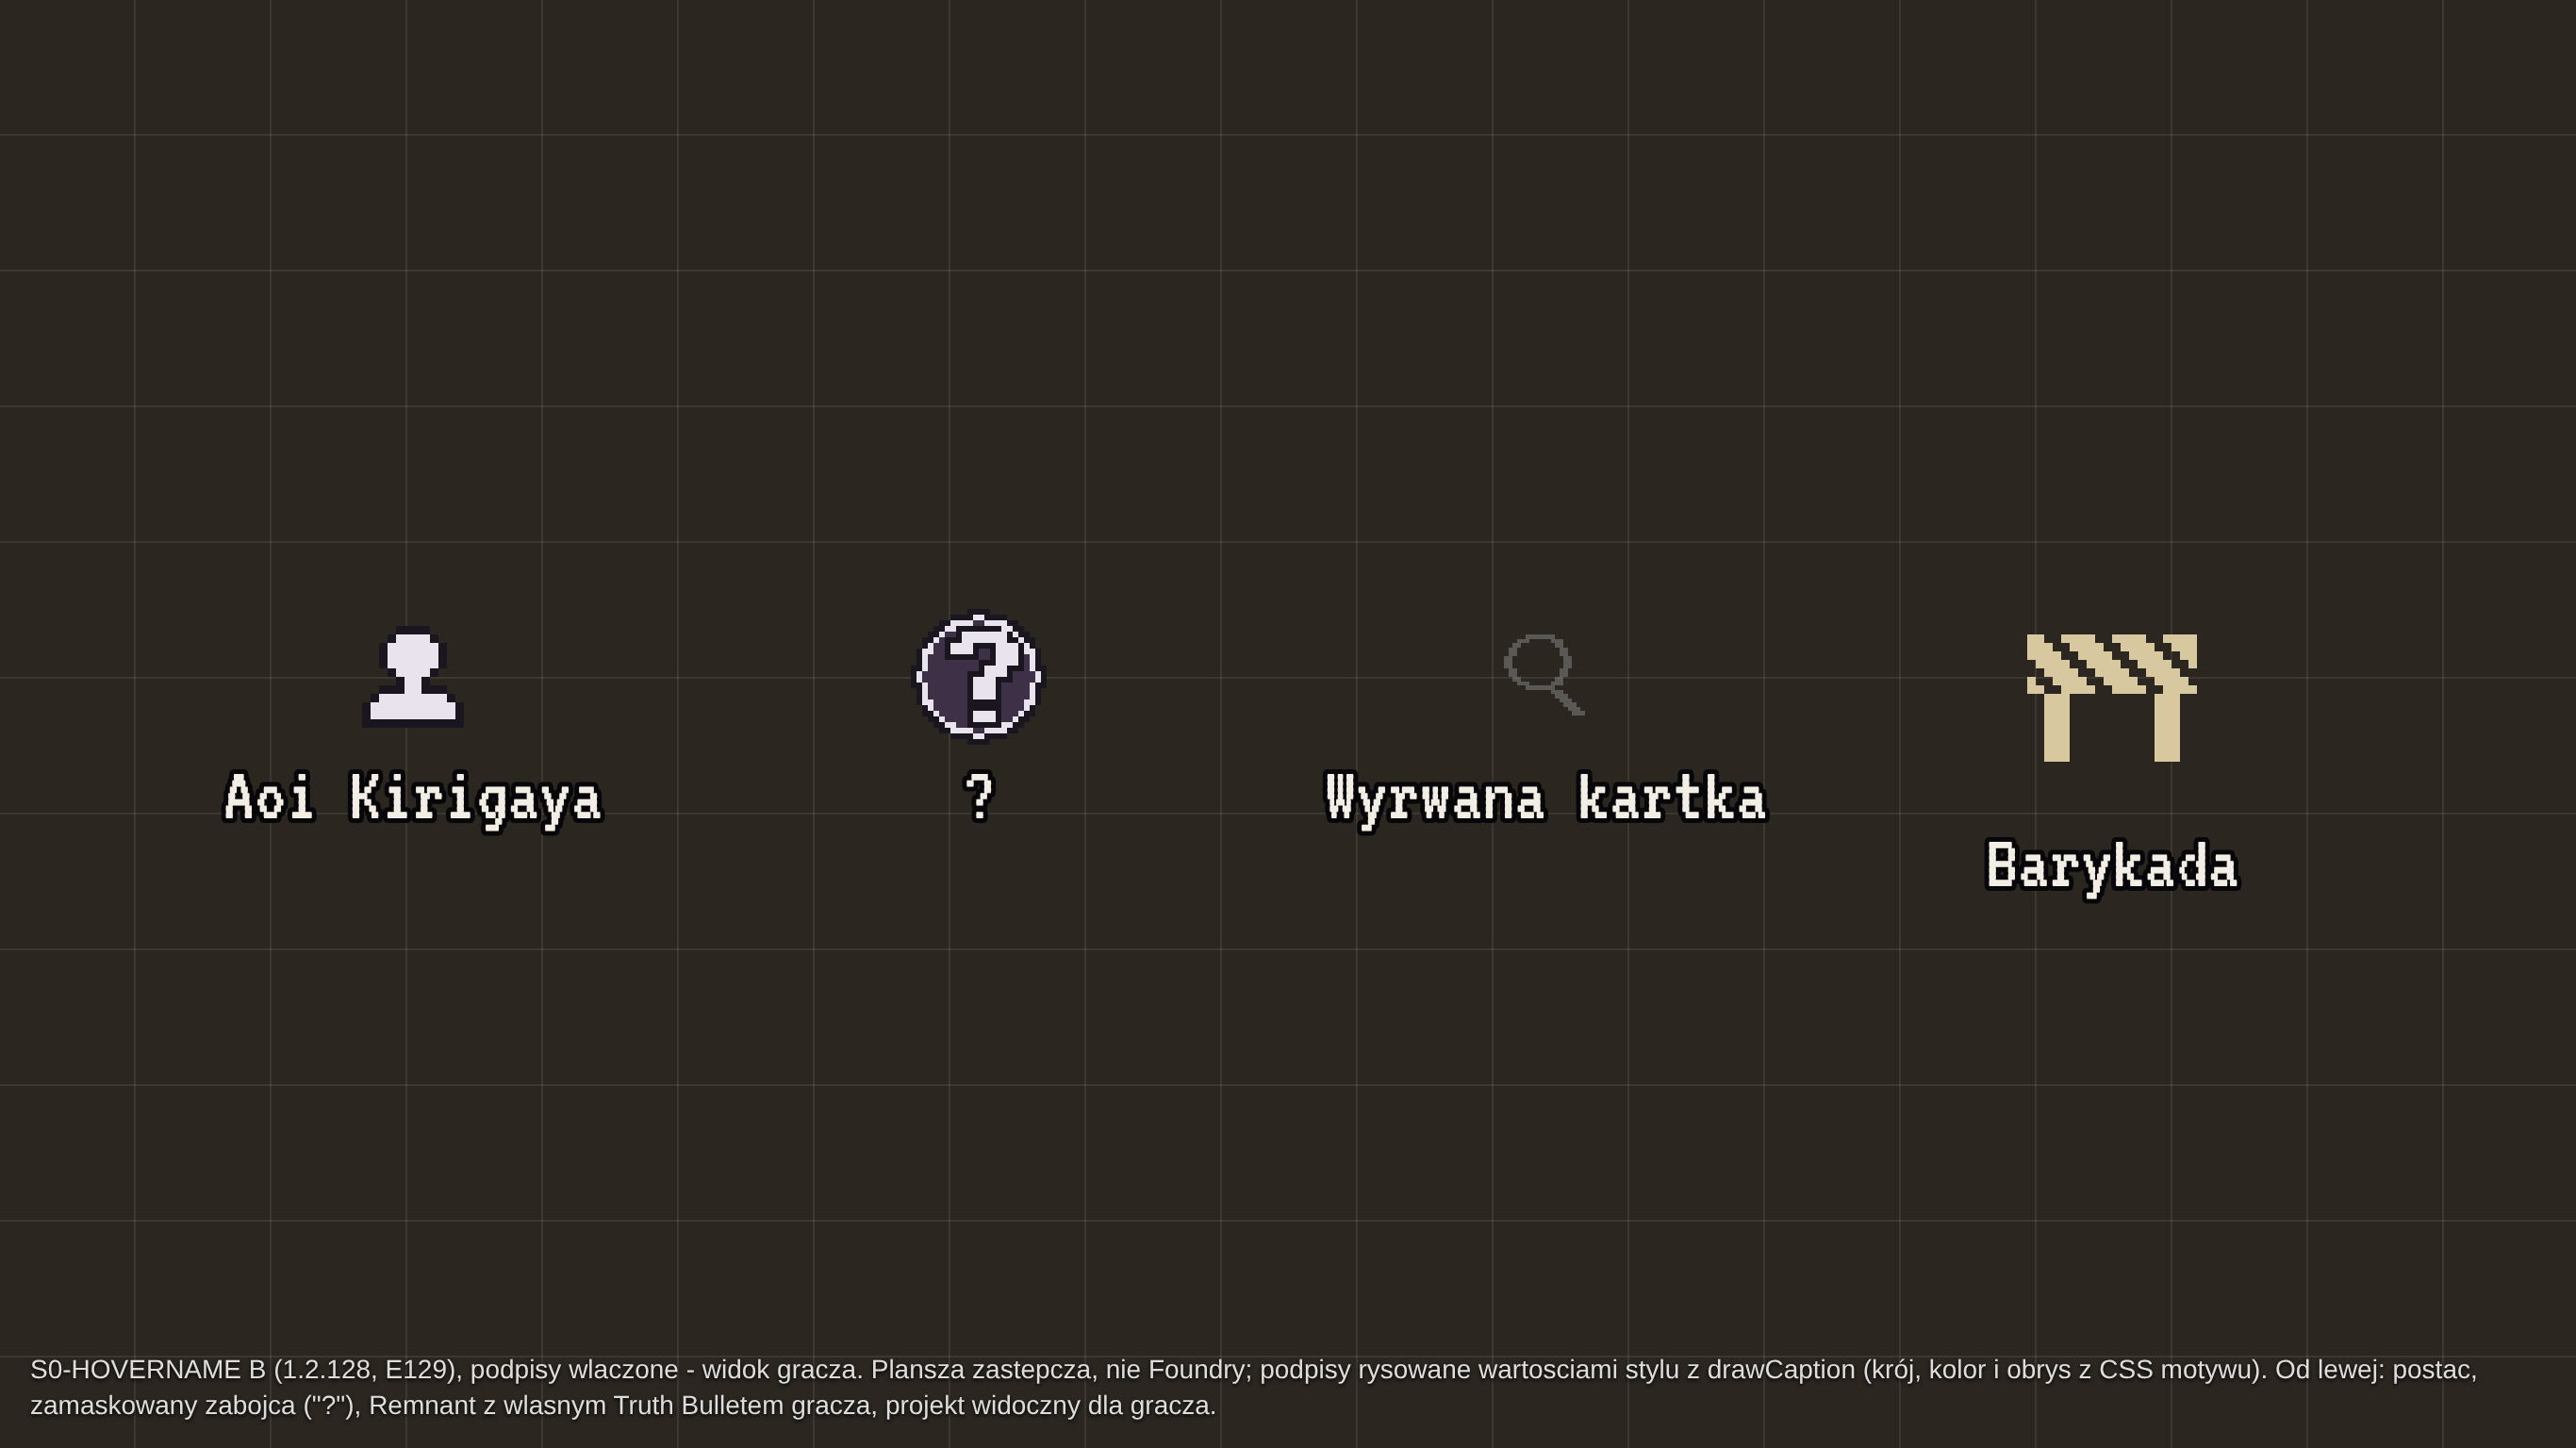 Aoi Kirigaya
?
Wyrwana kartka
Barykada
S0-HOVERNAME B (1.2.128, E129), podpisy wlaczone - widok gracza. Plansza zastepcza, nie Foundry; podpisy rysowane wartosciami stylu z drawCaption (krój, kolor i obrys z CSS motywu). Od lewej: postac,
zamaskowany zabojca ("?"), Remnant z wlasnym Truth Bulletem gracza, projekt widoczny dla gracza.